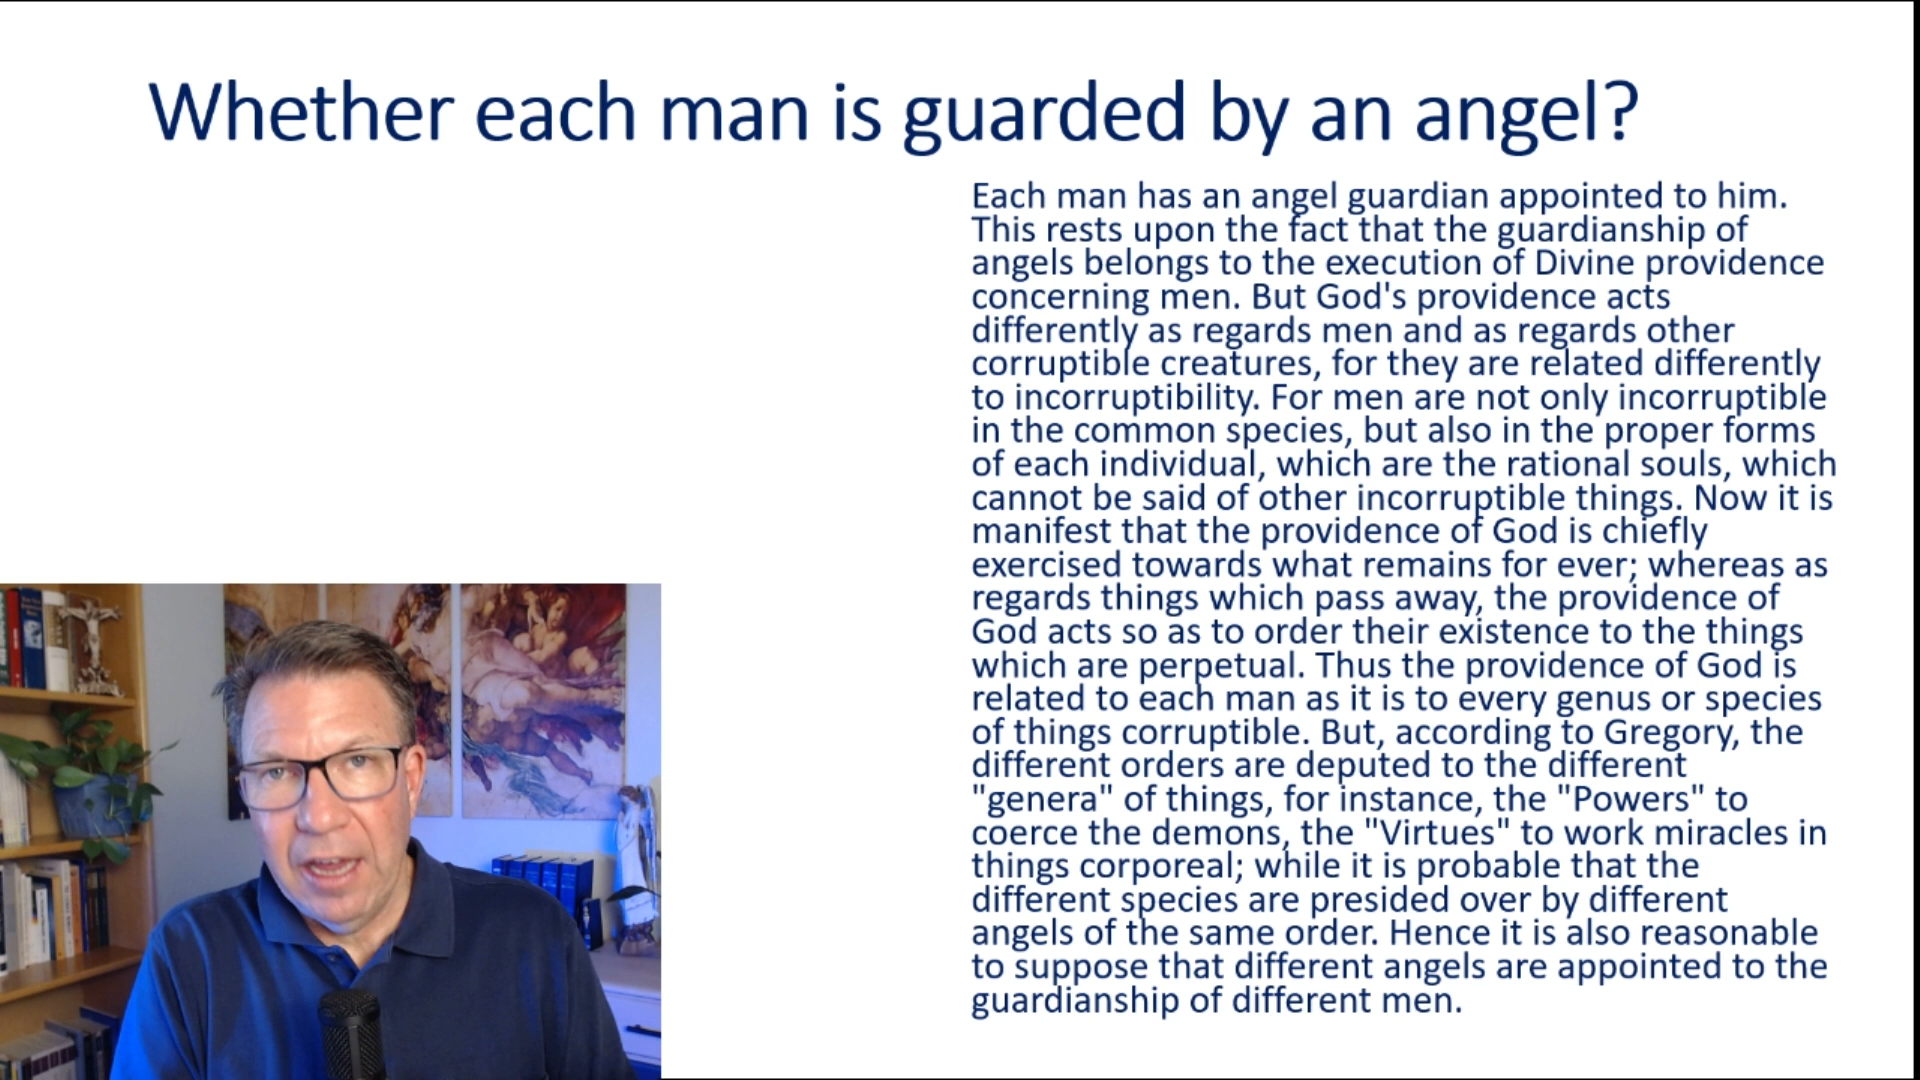 Whether each man is guarded by an angel?
Each man has an angel guardian appointed to him.
This rests upon the fact that the guardianship of
angels belongs to the execution of Divine providence
concerning men. But God's providence acts
differently as regards men and as regards other
corruptible creatures, for they are related differently
to incorruptibility. For men are not only incorruptible
in the common species, but also in the proper forms
of each individual, which are the rational souls, which
cannot be said of other incorruptible things. Now it is
manifest that the providence of God is chiefly
exercised towards what remains for ever; whereas as
regards things which pass away, the providence of
God acts so as to order their existence to the things
which are perpetual. Thus the providence of God is
related to each man as it is to every genus or species
of things corruptible. But, according to Gregory, the
different orders are deputed to the different
"genera" of things, for instance, the "Powers" to
coerce the demons, the "Virtues" to work miracles in
things corporeal; while it is probable that the
different species are presided over by different
angels of the same order. Hence it is also reasonable
to suppose that different angels are appointed to the
guardianship of different men.